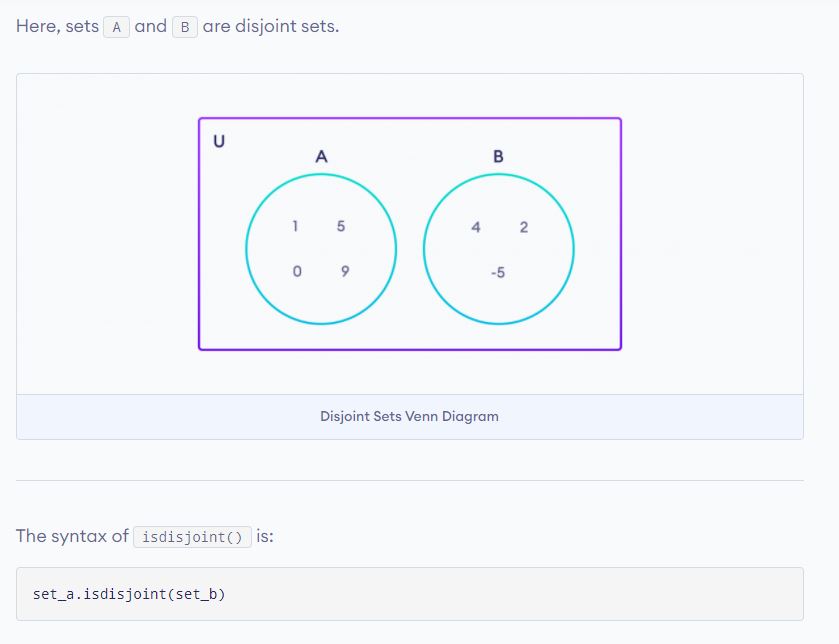 Here, sets A and B are disjoint sets.
U
A
B
1 5
4 2
0 9
-5
Disjoint Sets Venn Diagram
The syntax of isdisjoint() is:
set_a.isdisjoint(set_b)